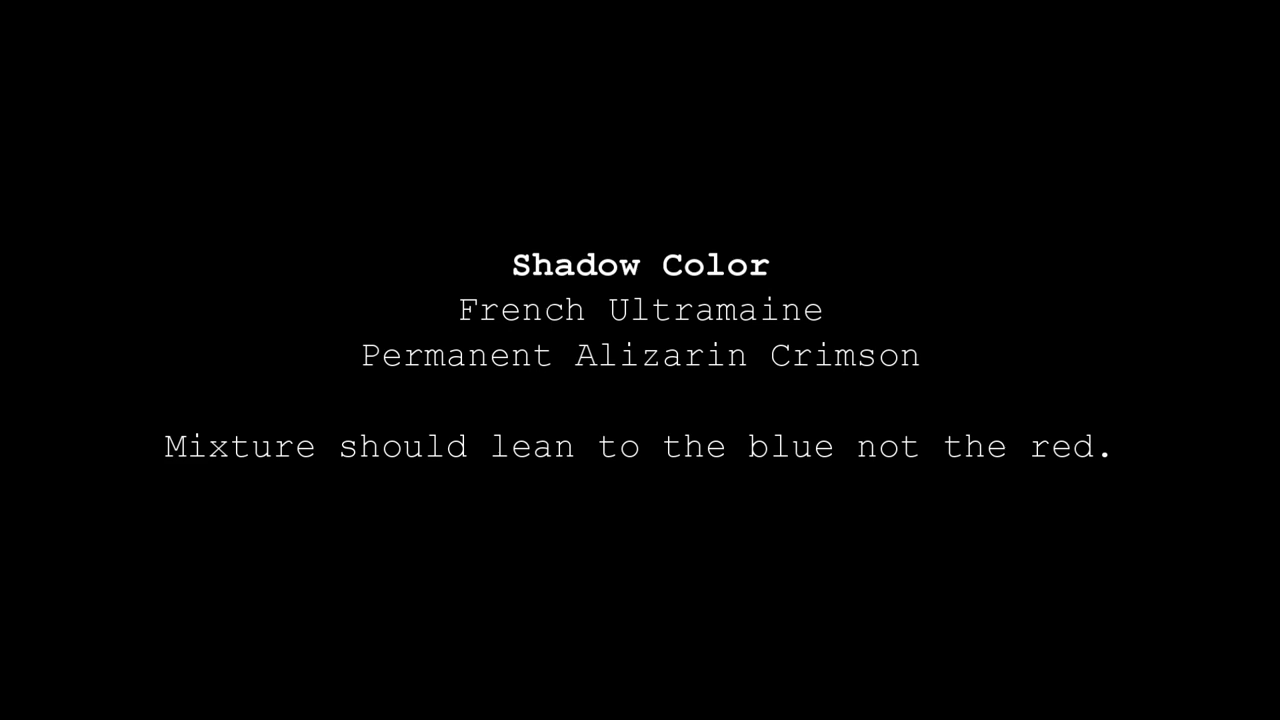 Shadow Color
French Ultramaine
Permanent Alizarin Crimson
Mixture should lean to the blue not the red.